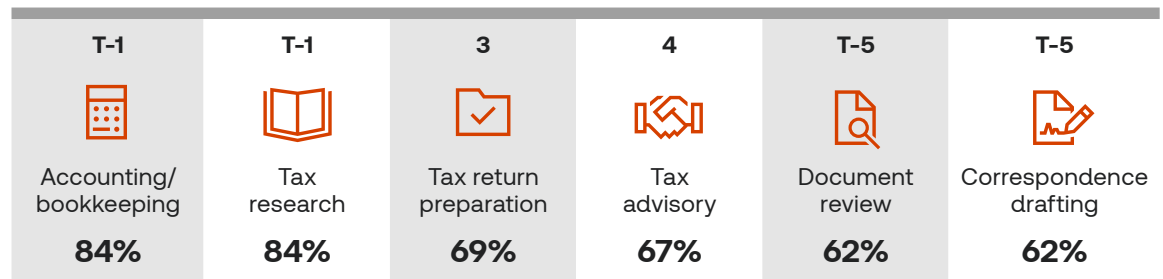 T-1
T-1
3
4
T-5
T-5
Accounting/
bookkeeping
Tax
research
Tax return
preparation
Tax
advisory
Document
review
Correspondence
drafting
84%
84%
69%
67%
62%
62%